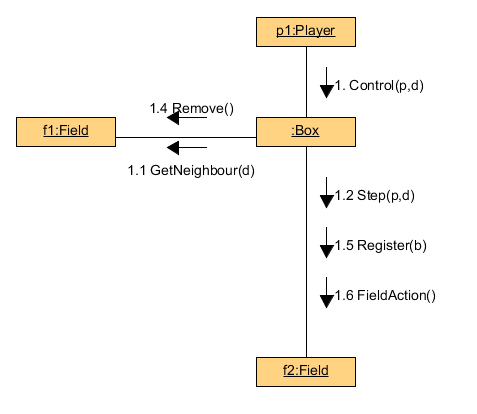 p1:Player
1. Control(p,d)
1.4 Remove()
f1:Field
:Box
1.1 GetNeighbour(d)
1.2 Step(p,d)
1.5 Register(b)
1.6 FieldAction()
f2:Field